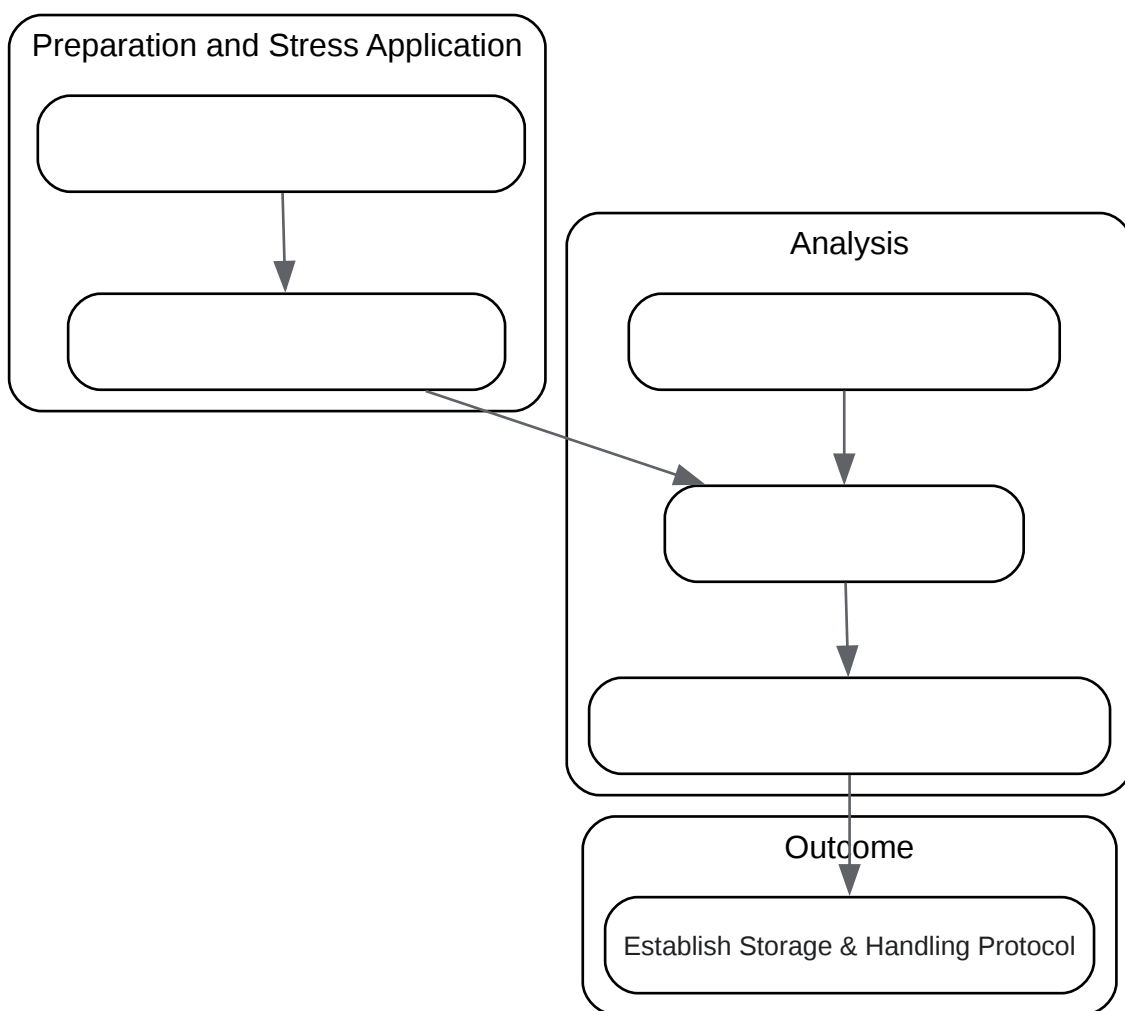 Preparation and Stress Application
Analysis
Outcome
Establish Storage & Handling Protocol